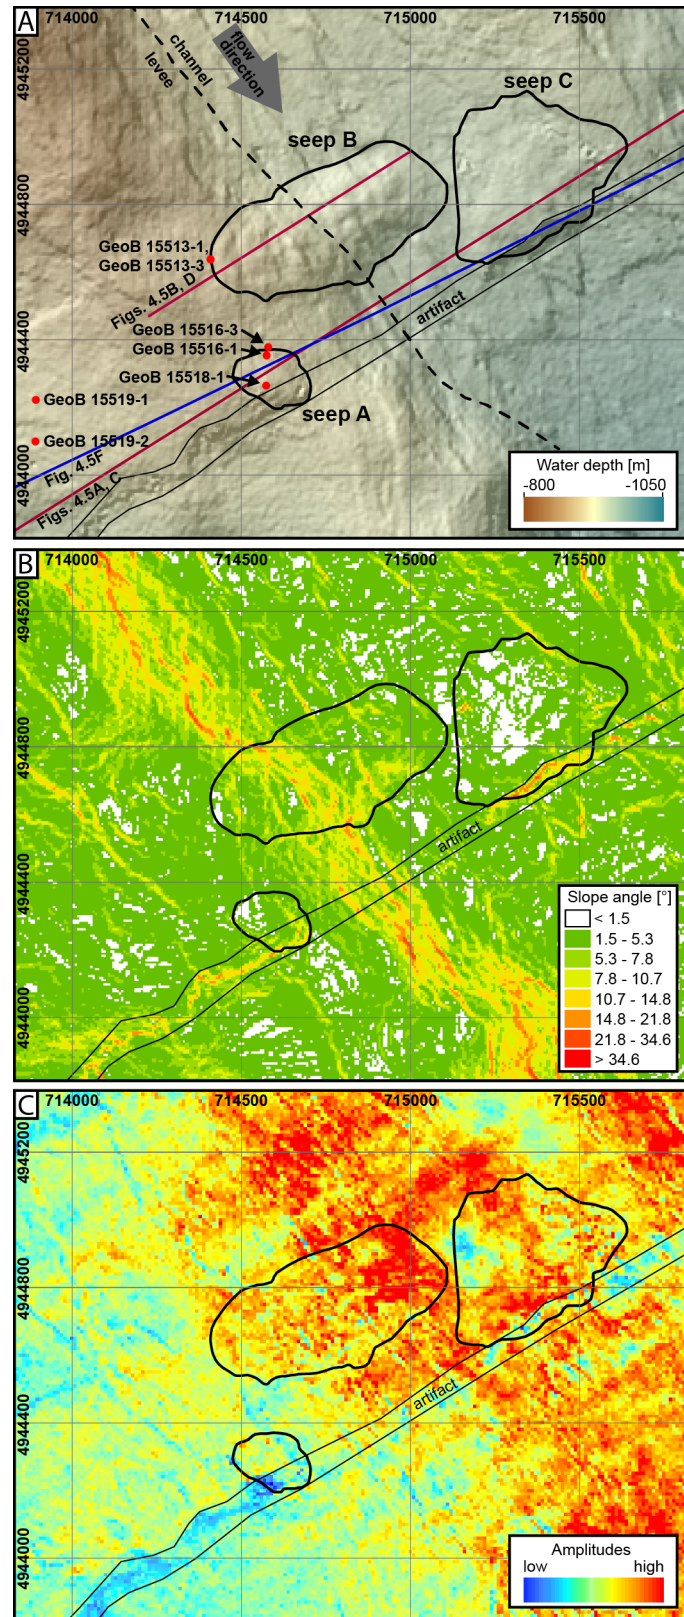 A
714000 714500 715000 715500
4945200
4944800
4944400
4944000
channel
levee
flow
direction
seep C
seep B
GeoB 15513-1,
GeoB 15513-3
Figs. 4.5B, D
GeoB 15516-3
GeoB 15516-1
GeoB 15518-1
artifact
GeoB 15519-1
seep A
GeoB 15519-2
Fig. 4.5F
Figs. 4.5A, C
Water depth [m]
-800 -1050
B
714000 714500 715000 715500
4945200
4944800
4944400
4944000
artifact
Slope angle [°]
< 1.5
1.5 - 5.3
5.3 - 7.8
7.8 - 10.7
10.7 - 14.8
14.8 - 21.8
21.8 - 34.6
> 34.6
C
714000 714500 715000 715500
4945200
4944800
4944400
4944000
artifact
Amplitudes
low high